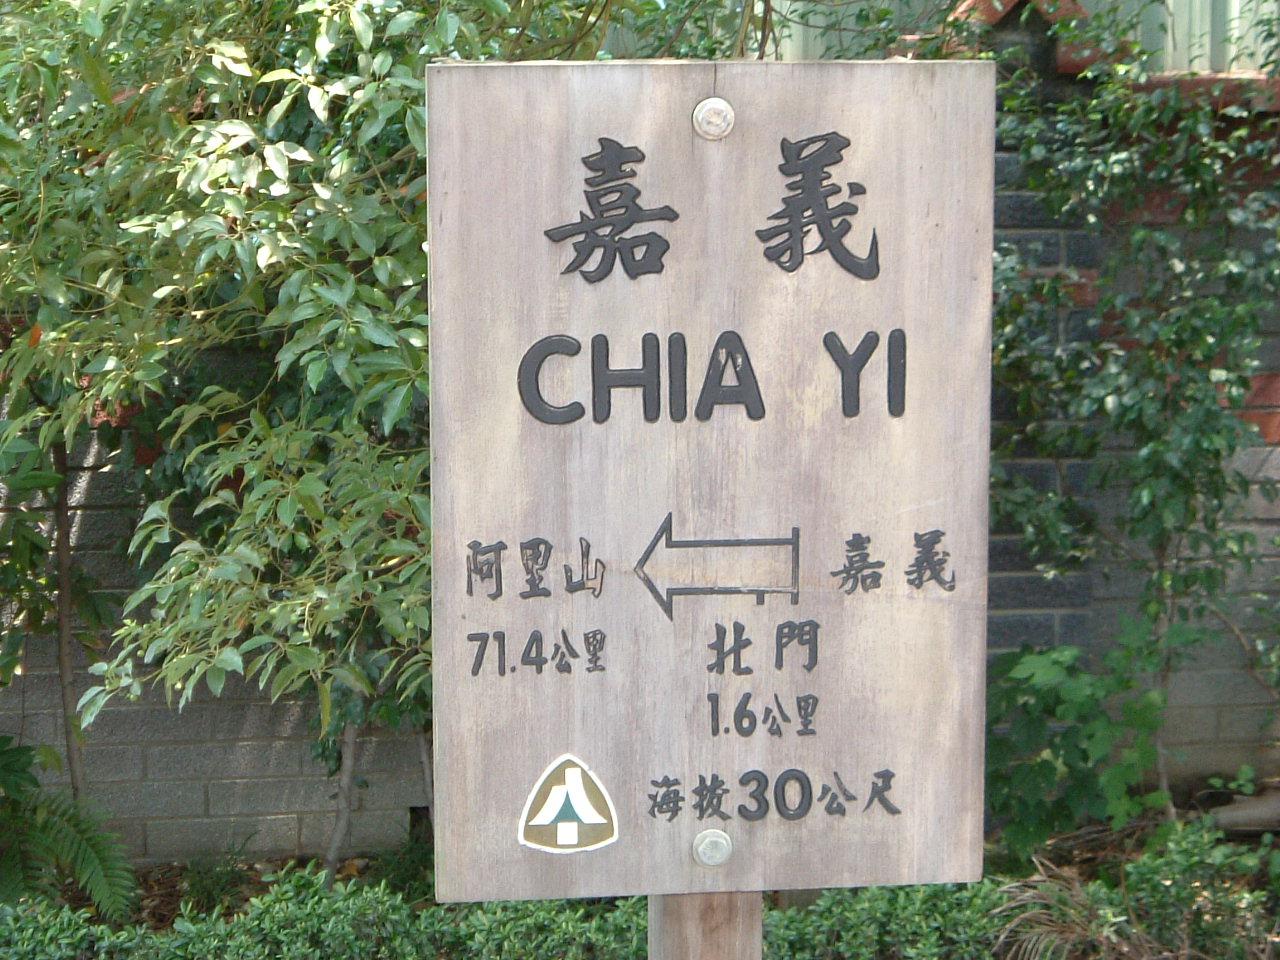 嘉義
CHIA YI
阿里山 嘉義
71.4公里 北門
1.6公里
海拔30公尺